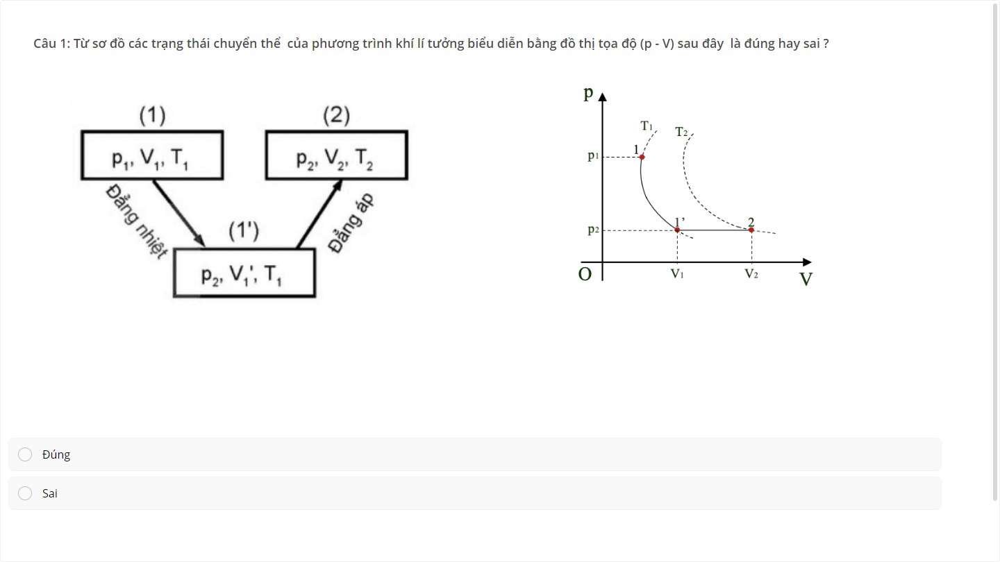 Câu 1: Từ sơ đồ các trạng thái chuyển thể của phương trình khí lí tưởng biểu diễn bằng đồ thị tọa độ (p - V) sau đây là đúng hay sai ?
(1)
(2)
p₁, V₁, T₁
p₂, V₂, T₂
Đẳng nhiệt
Đẳng áp
(1')
p₂, V₁', T₁
p
T₁
T₂
1
p₁
1’
2
p₂
O
V₁
V₂
V
Đúng
Sai